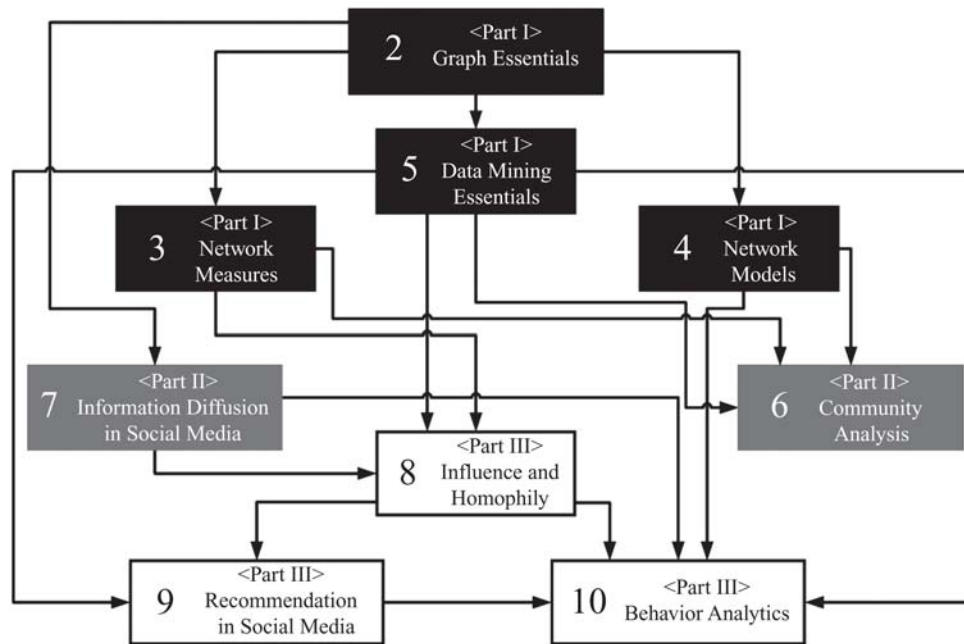 <Part I>
2 Graph Essentials
<Part I>
5 Data Mining
Essentials
<Part I>
3 Network
Measures
<Part I>
4 Network
Models
<Part II>
7 Information Diffusion
in Social Media
<Part II>
6 Community
Analysis
<Part III>
8 Influence and
Homophily
<Part III>
9 Recommendation
in Social Media
<Part III>
10 Behavior Analytics